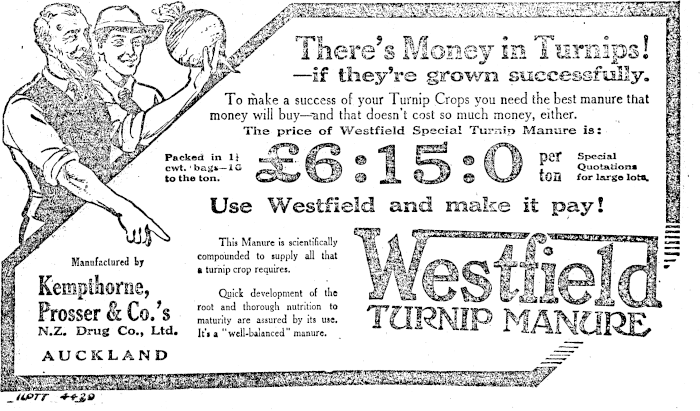 There's Money in Turnips!
—if they're grown successfully.
To make a success of your Turnip Crops you need the best manure that
money will buy—and that doesn't cost so much money, either.
The price of Westfield Special Turnip Manure is:
Packed in 1¼
cwt. bags—16
to the ton.
£6:15:0
per
ton
Special
Quotations
for large lots.
Use Westfield and make it pay!
Manufactured by
Kempthorne,
Prosser & Co.'s
N.Z. Drug Co., Ltd.
AUCKLAND
This Manure is scientifically
compounded to supply all that
a turnip crop requires.
Quick development of the
root and thorough nutrition to
maturity are assured by its use.
It's a "well-balanced" manure.
Westfield
TURNIP MANURE